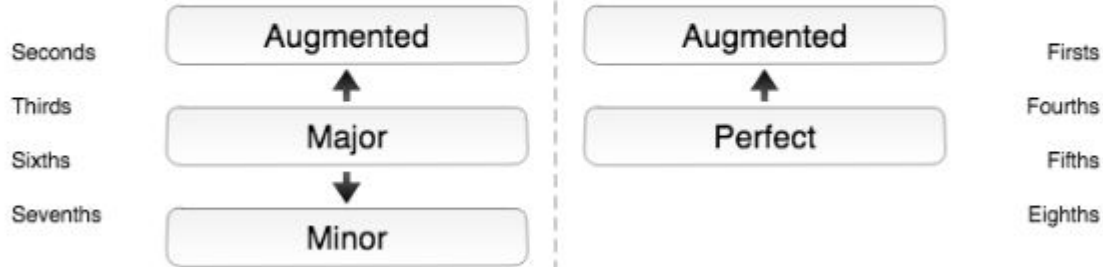 Augmented
Augmented
Seconds
Firsts
Thirds
Fourths
Major
Perfect
Sixths
Fifths
Sevenths
Eighths
Minor